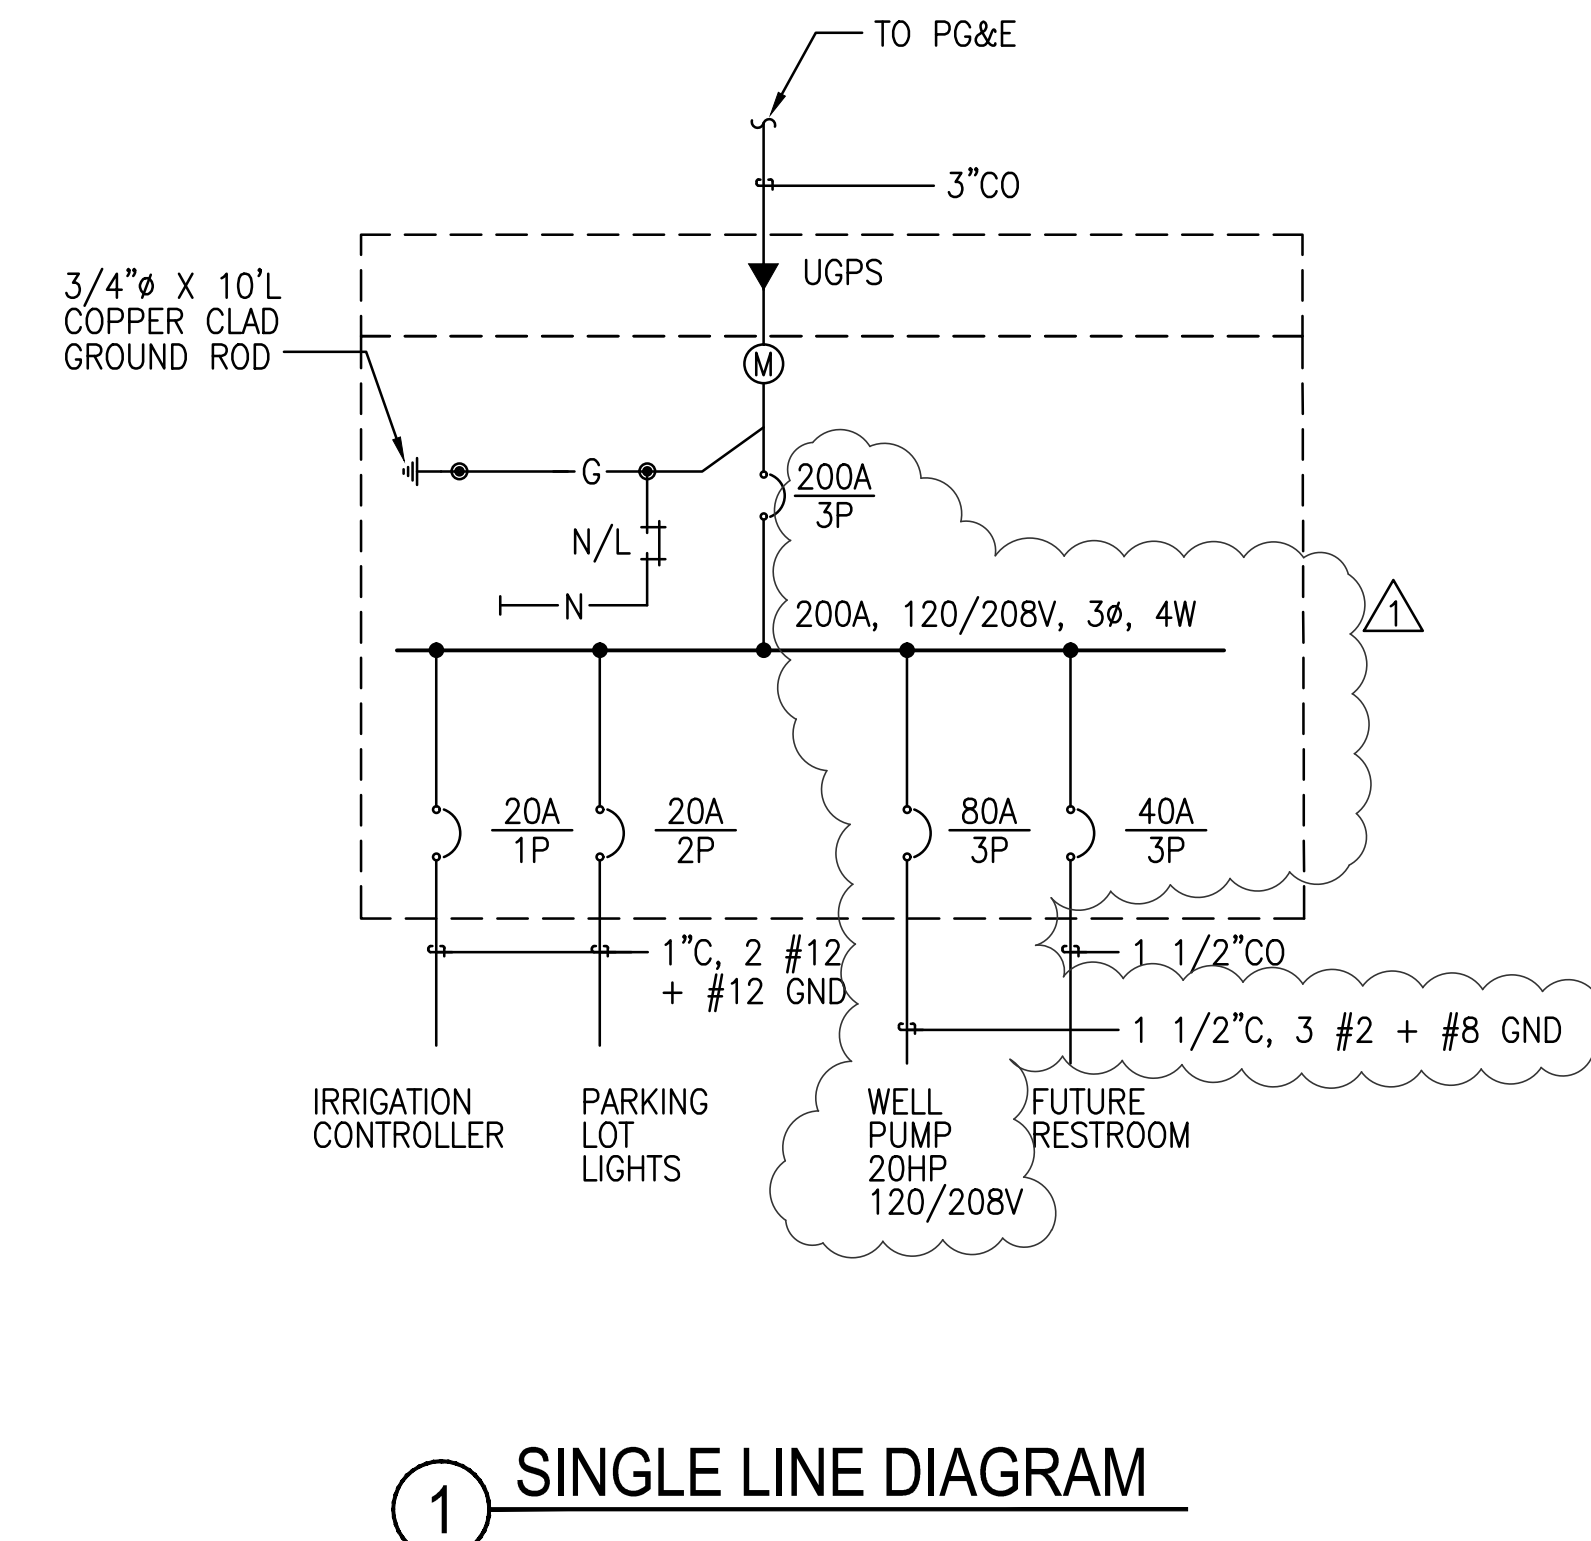 TO PG&E
3"CO
UGPS
3/4"ø X 10'L
COPPER CLAD
GROUND ROD
M
G
200A
3P
N/L
N
200A, 120/208V, 3ø, 4W
1
20A
1P
20A
2P
80A
3P
40A
3P
1"C, 2 #12
+ #12 GND
1 1/2"CO
1 1/2"C, 3 #2 + #8 GND
IRRIGATION
CONTROLLER
PARKING
LOT
LIGHTS
WELL
PUMP
20HP
120/208V
FUTURE
RESTROOM
1 SINGLE LINE DIAGRAM